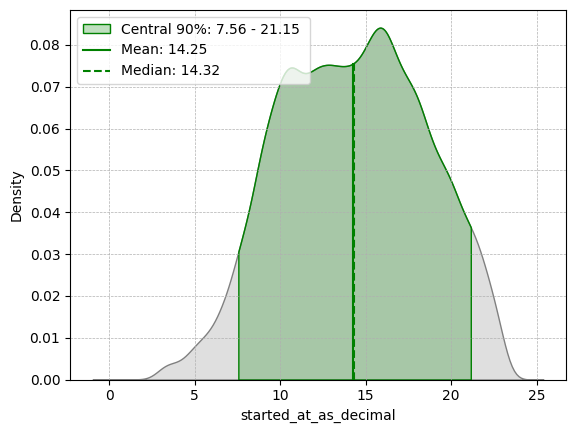 Central 90%: 7.56 - 21.15
Mean: 14.25
Median: 14.32
0.08
0.07
0.06
0.05
0.04
0.03
0.02
0.01
0.00
Density
0 5 10 15 20 25
started_at_as_decimal